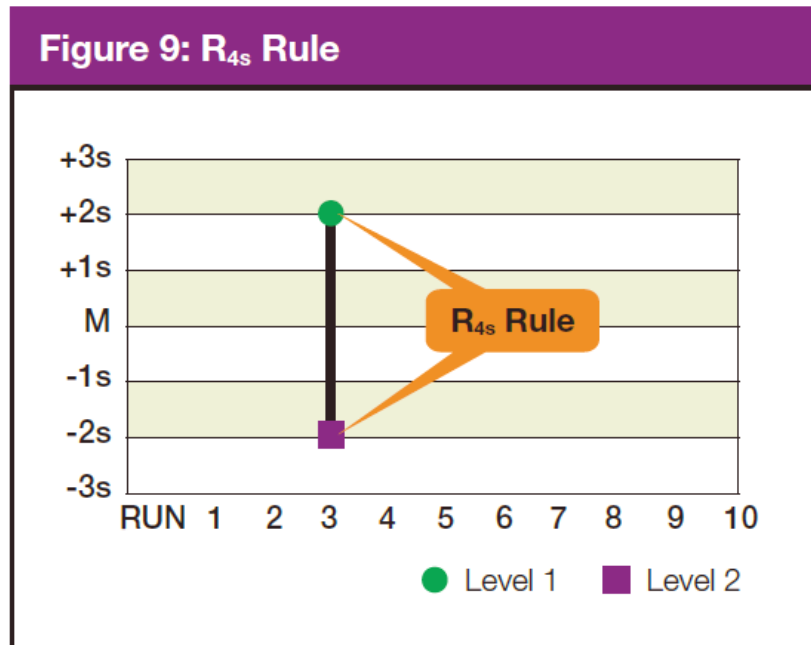 Figure 9: R4s Rule
+3s
+2s
+1s
M
-1s
-2s
-3s
R4s Rule
RUN 1 2 3 4 5 6 7 8 9 10
Level 1 Level 2